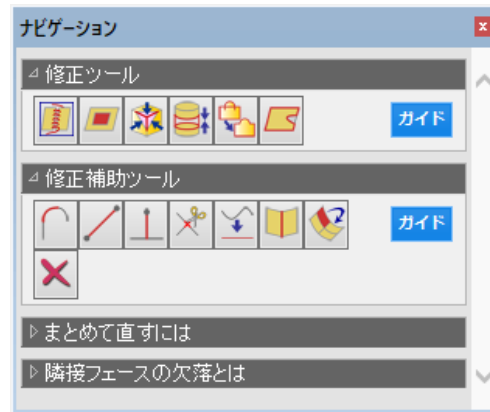 ナビゲーション
修正ツール
ガイド
修正補助ツール
ガイド
まとめて直すには
隣接フェースの欠落とは